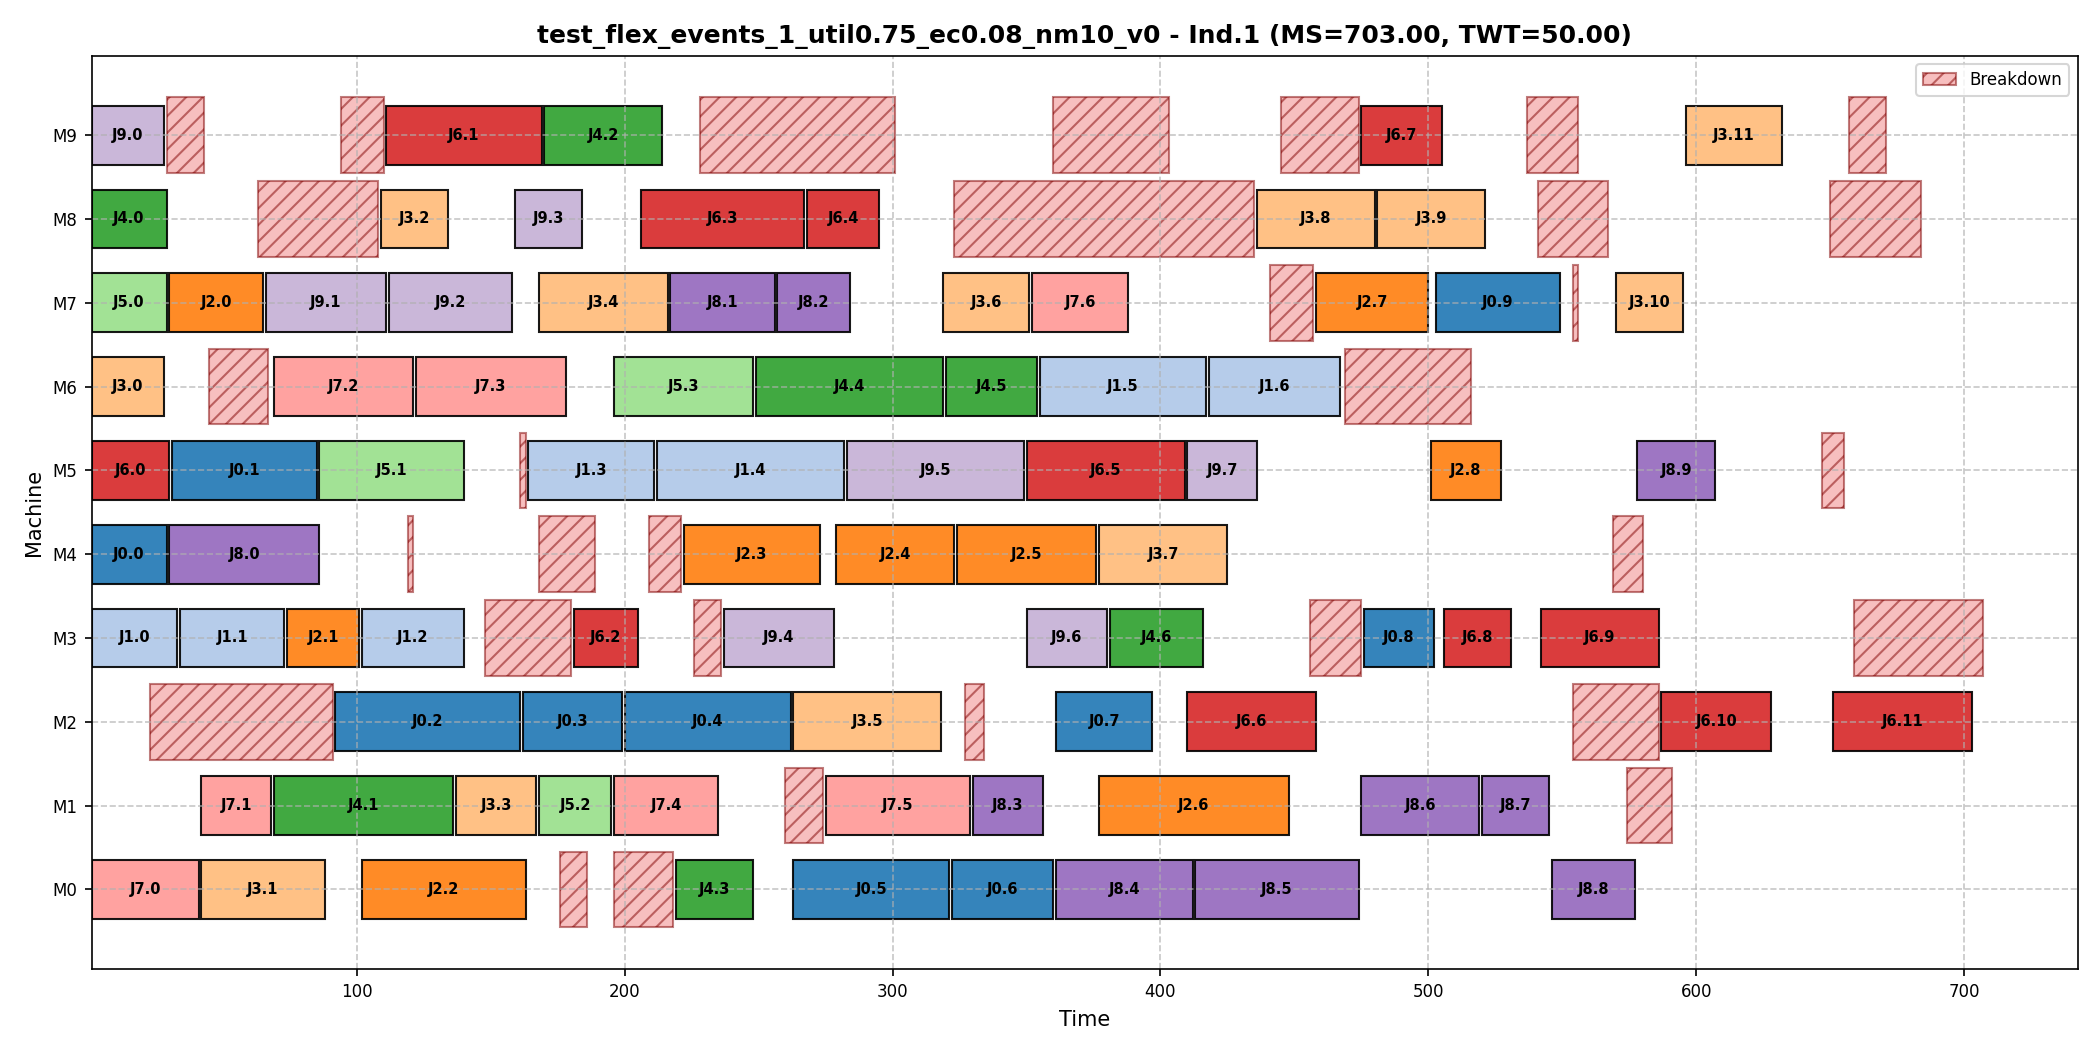 test_flex_events_1_util0.75_ec0.08_nm10_v0 - Ind.1 (MS=703.00, TWT=50.00)
Breakdown
M9 J9.0 J6.1 J4.2 J6.7 J3.11
M8 J4.0 J3.2 J9.3 J6.3 J6.4 J3.8 J3.9
M7 J5.0 J2.0 J9.1 J9.2 J3.4 J8.1 J8.2 J3.6 J7.6 J2.7 J0.9 J3.10
M6 J3.0 J7.2 J7.3 J5.3 J4.4 J4.5 J1.5 J1.6
M5 J6.0 J0.1 J5.1 J1.3 J1.4 J9.5 J6.5 J9.7 J2.8 J8.9
M4 J0.0 J8.0 J2.3 J2.4 J2.5 J3.7
M3 J1.0 J1.1 J2.1 J1.2 J6.2 J9.4 J9.6 J4.6 J0.8 J6.8 J6.9
M2 J0.2 J0.3 J0.4 J3.5 J0.7 J6.6 J6.10 J6.11
M1 J7.1 J4.1 J3.3 J5.2 J7.4 J7.5 J8.3 J2.6 J8.6 J8.7
M0 J7.0 J3.1 J2.2 J4.3 J0.5 J0.6 J8.4 J8.5 J8.8
Machine
100 200 300 400 500 600 700
Time